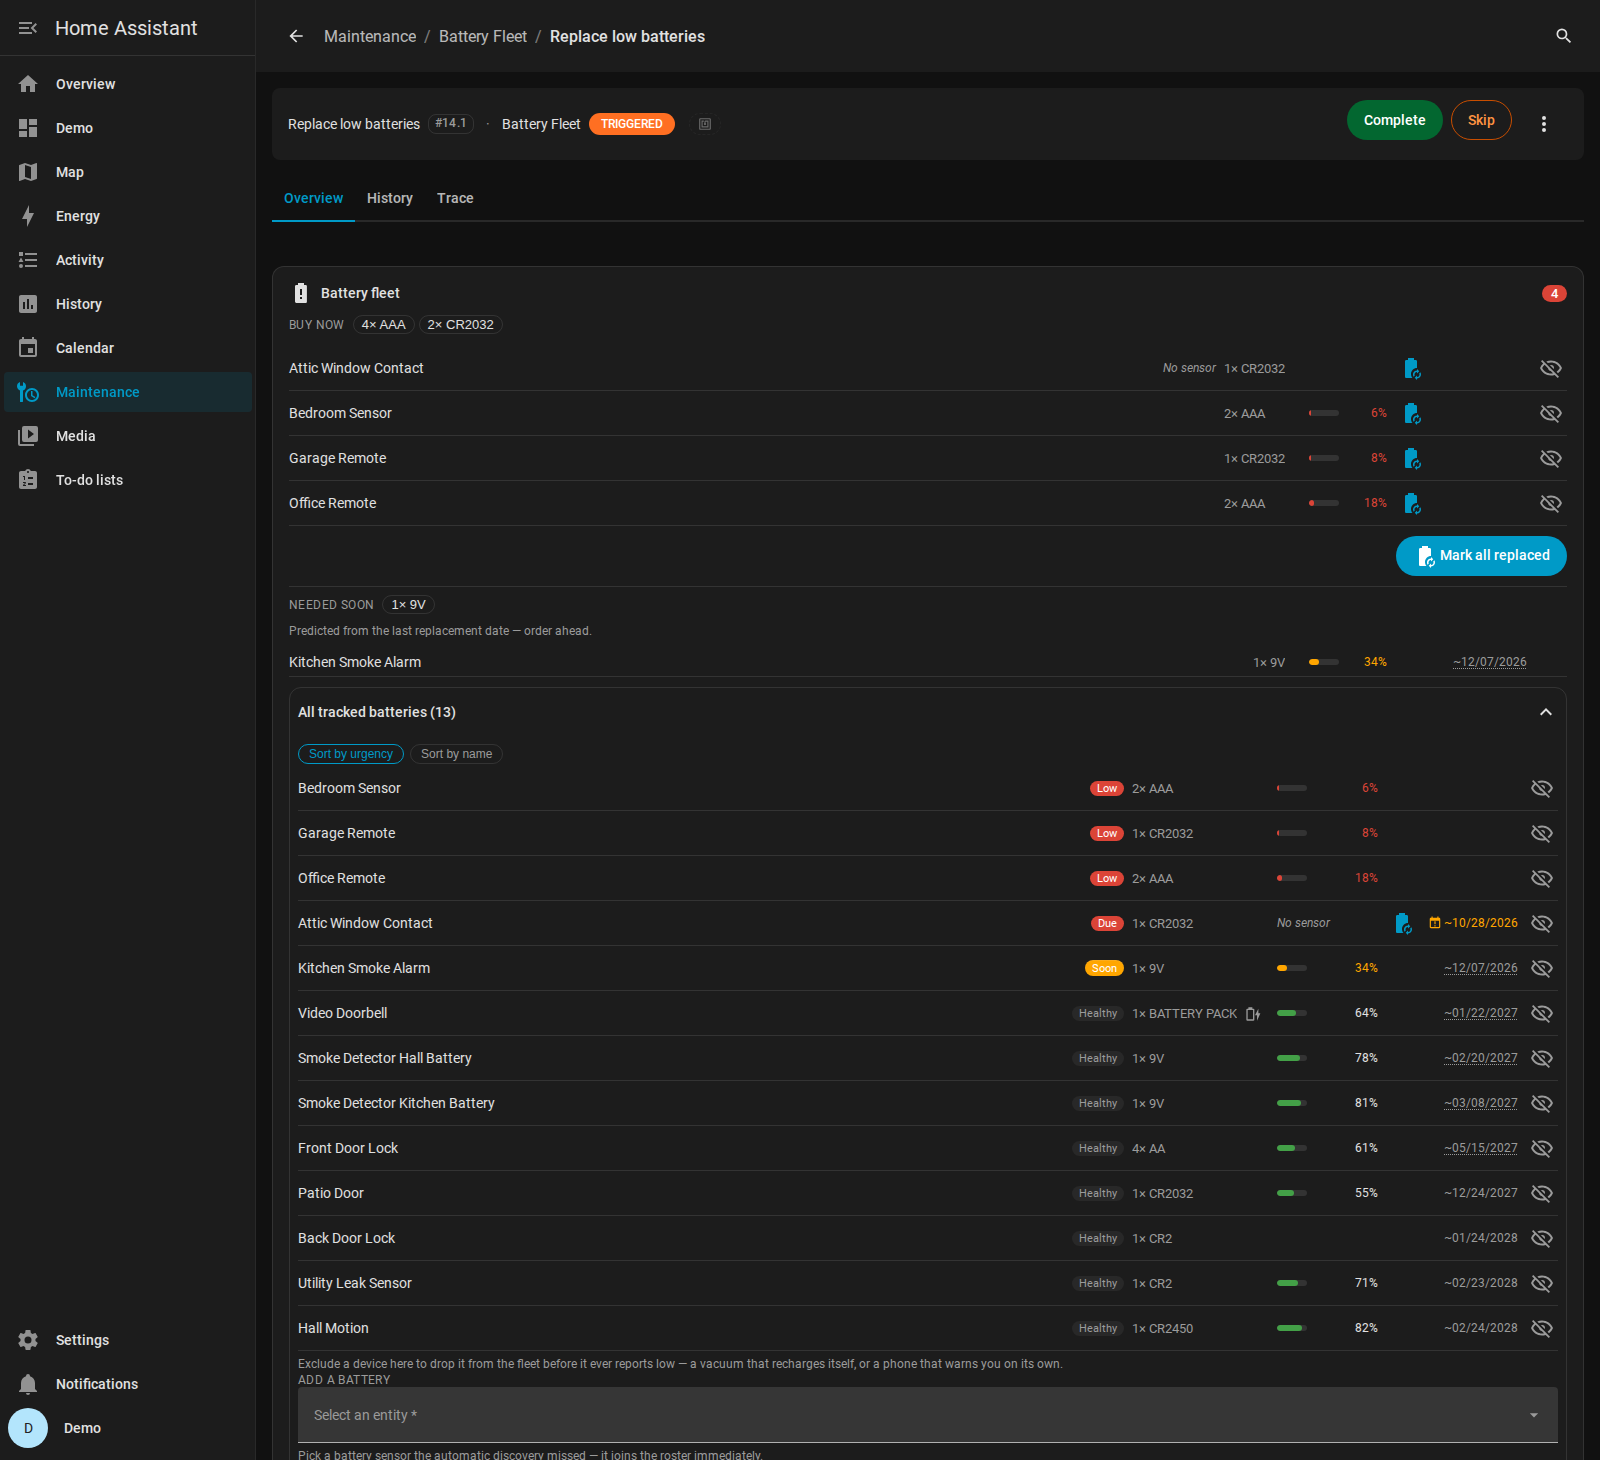 Home Assistant
Maintenance / Battery Fleet / Replace low batteries
Overview
Demo
Map
Energy
Activity
History
Calendar
Maintenance
Media
To-do lists
Settings
Notifications
D Demo
Replace low batteries #14.1 · Battery Fleet TRIGGERED
Complete Skip
Overview History Trace
Battery fleet 4
BUY NOW 4× AAA 2× CR2032
Attic Window Contact No sensor 1× CR2032
Bedroom Sensor 2× AAA 6%
Garage Remote 1× CR2032 8%
Office Remote 2× AAA 18%
Mark all replaced
NEEDED SOON 1× 9V
Predicted from the last replacement date — order ahead.
Kitchen Smoke Alarm 1× 9V 34% ~12/07/2026
All tracked batteries (13)
Sort by urgency Sort by name
Bedroom Sensor Low 2× AAA 6%
Garage Remote Low 1× CR2032 8%
Office Remote Low 2× AAA 18%
Attic Window Contact Due 1× CR2032 No sensor ~10/28/2026
Kitchen Smoke Alarm Soon 1× 9V 34% ~12/07/2026
Video Doorbell Healthy 1× BATTERY PACK 64% ~01/22/2027
Smoke Detector Hall Battery Healthy 1× 9V 78% ~02/20/2027
Smoke Detector Kitchen Battery Healthy 1× 9V 81% ~03/08/2027
Front Door Lock Healthy 4× AA 61% ~05/15/2027
Patio Door Healthy 1× CR2032 55% ~12/24/2027
Back Door Lock Healthy 1× CR2 ~01/24/2028
Utility Leak Sensor Healthy 1× CR2 71% ~02/23/2028
Hall Motion Healthy 1× CR2450 82% ~02/24/2028
Exclude a device here to drop it from the fleet before it ever reports low — a vacuum that recharges itself, or a phone that warns you on its own.
ADD A BATTERY
Select an entity *
Pick a battery sensor the automatic discovery missed — it joins the roster immediately.